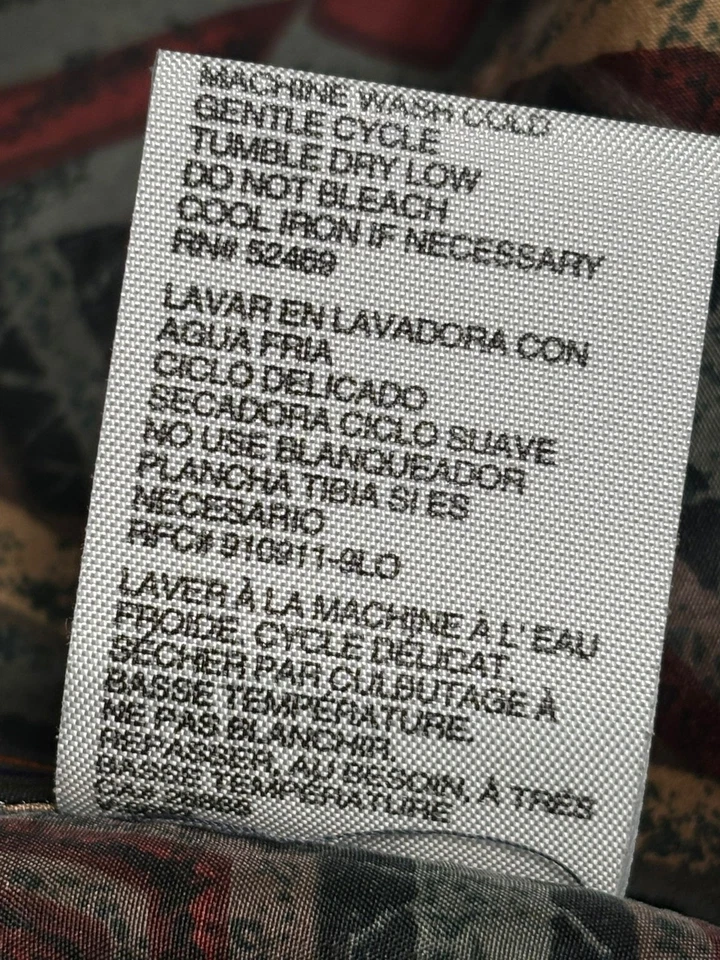 MACHINE WASH COLD
GENTLE CYCLE
TUMBLE DRY LOW
DO NOT BLEACH
COOL IRON IF NECESSARY
RN# 52469
LAVAR EN LAVADORA CON
AGUA FRIA
CICLO DELICADO
SECADORA CICLO SUAVE
NO USE BLANQUEADOR
PLANCHA TIBIA SI ES
NECESARIO
RFC# 910911-9LO
LAVER À LA MACHINE À L' EAU
FROIDE, CYCLE DÉLICAT.
SÉCHER PAR CULBUTAGE À
BASSE TEMPÉRATURE.
NE PAS BLANCHIR.
REPASSER, AU BESOIN, À TRÈS
BASSE TEMPÉRATURE